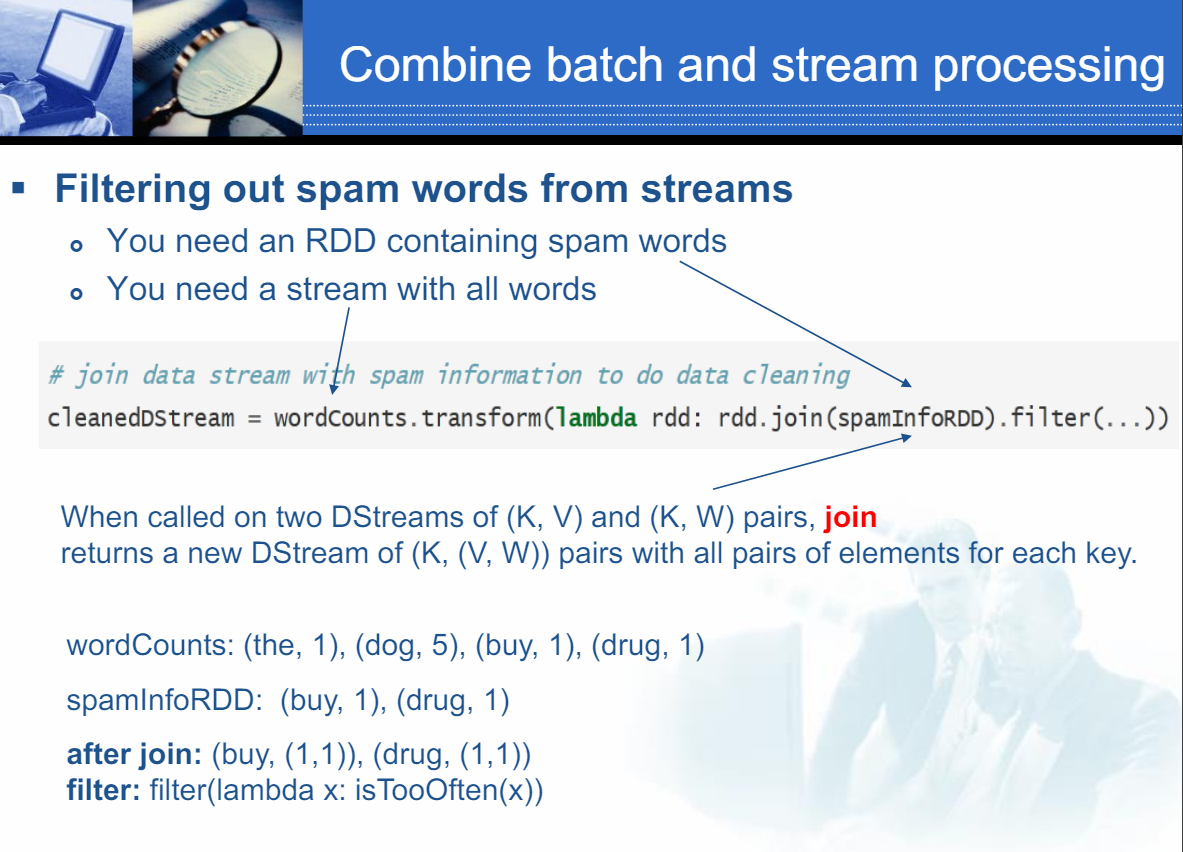 Combine batch and stream processing
▪ Filtering out spam words from streams
∘ You need an RDD containing spam words
∘ You need a stream with all words
# join data stream with spam information to do data cleaning
cleanedDStream = wordCounts.transform(lambda rdd: rdd.join(spamInfoRDD).filter(...))
When called on two DStreams of (K, V) and (K, W) pairs, join
returns a new DStream of (K, (V, W)) pairs with all pairs of elements for each key.
wordCounts: (the, 1), (dog, 5), (buy, 1), (drug, 1)
spamInfoRDD: (buy, 1), (drug, 1)
after join: (buy, (1,1)), (drug, (1,1))
filter: filter(lambda x: isTooOften(x))